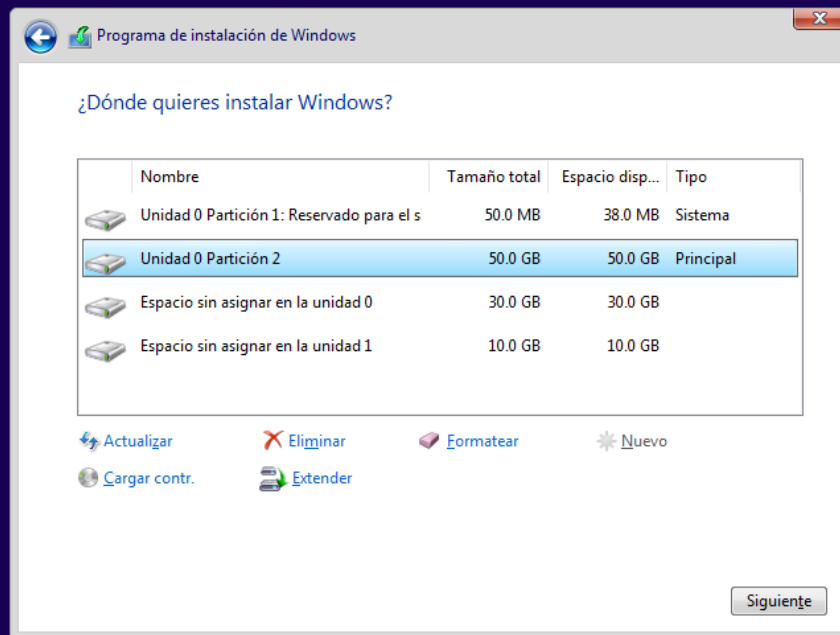 Programa de instalación de Windows
¿Dónde quieres instalar Windows?
Nombre Tamaño total Espacio disp... Tipo
Unidad 0 Partición 1: Reservado para el s 50.0 MB 38.0 MB Sistema
Unidad 0 Partición 2 50.0 GB 50.0 GB Principal
Espacio sin asignar en la unidad 0 30.0 GB 30.0 GB
Espacio sin asignar en la unidad 1 10.0 GB 10.0 GB
Actualizar Eliminar Formatear Nuevo
Cargar contr. Extender
Siguiente